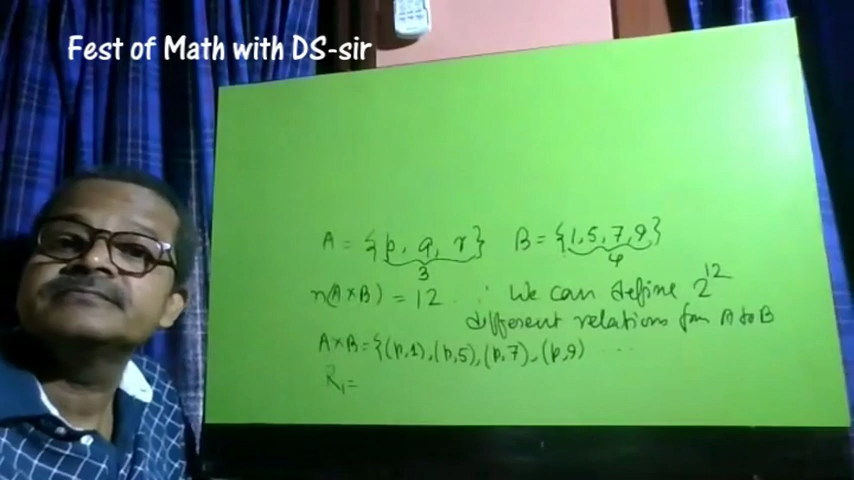 Fest of Math with DS-sir
A = {p, q, r} B = {1, 5, 7, 9}
3 4
n(A×B) = 12 ∴ We can define 2^12
different relations from A to B
A×B = {(p,1), (p,5), (p,7), (p,9) ...
R₁=